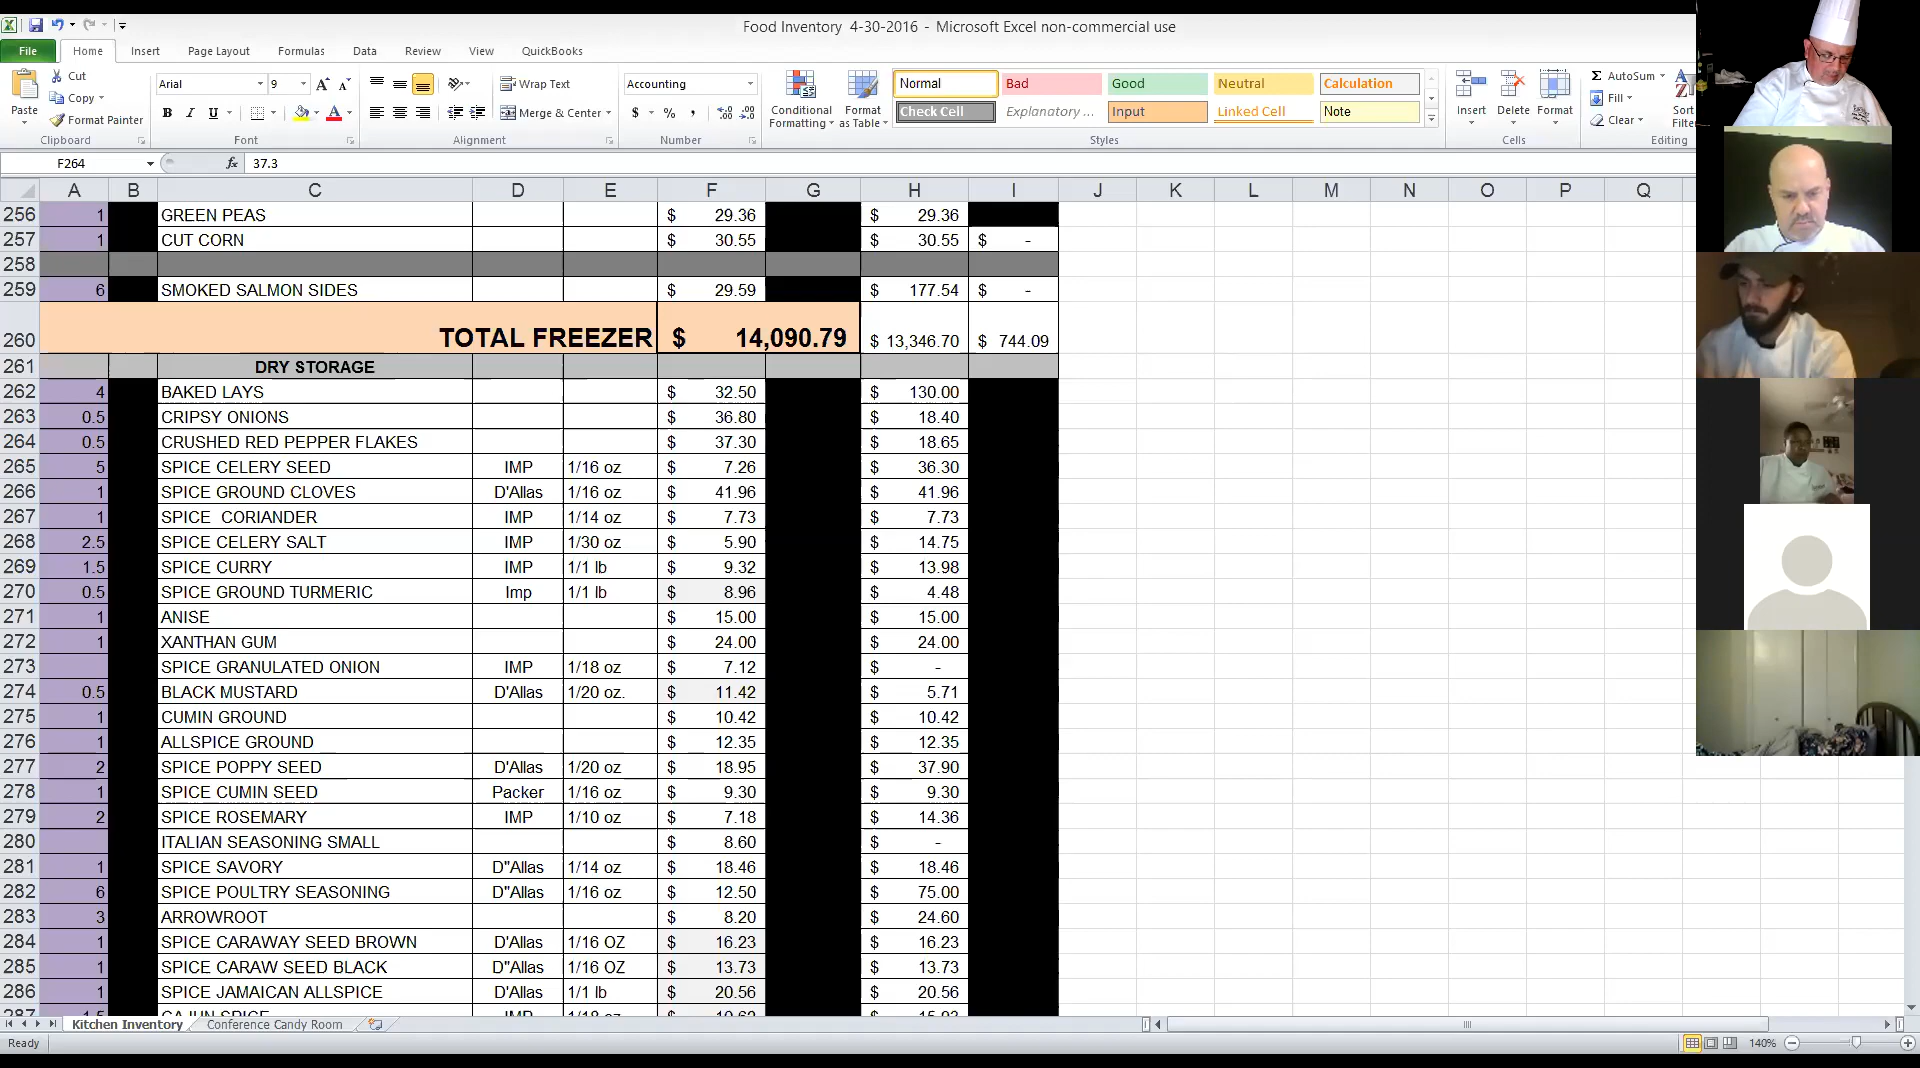 Food Inventory 4-30-2016 - Microsoft Excel non-commercial use
File Home Insert Page Layout Formulas Data Review View QuickBooks
Cut Arial 9 Wrap Text Accounting Normal Bad Good Neutral Calculation AutoSum
Paste Copy Conditional Formatting Format as Table Insert Delete Format Fill Sort
Format Painter B I U Merge & Center $ % , Check Cell Explanatory ... Input Linked Cell Note Clear Filter
Clipboard Font Alignment Number Styles Cells Editing
F264 fx 37.3
A B C D E F G H I J K L M N O P Q
256 1 GREEN PEAS $ 29.36 $ 29.36
257 1 CUT CORN $ 30.55 $ 30.55 $ -
258
259 6 SMOKED SALMON SIDES $ 29.59 $ 177.54 $ -
260 TOTAL FREEZER $ 14,090.79 $ 13,346.70 $ 744.09
261 DRY STORAGE
262 4 BAKED LAYS $ 32.50 $ 130.00
263 0.5 CRIPSY ONIONS $ 36.80 $ 18.40
264 0.5 CRUSHED RED PEPPER FLAKES $ 37.30 $ 18.65
265 5 SPICE CELERY SEED IMP 1/16 oz $ 7.26 $ 36.30
266 1 SPICE GROUND CLOVES D'Allas 1/16 oz $ 41.96 $ 41.96
267 1 SPICE CORIANDER IMP 1/14 oz $ 7.73 $ 7.73
268 2.5 SPICE CELERY SALT IMP 1/30 oz $ 5.90 $ 14.75
269 1.5 SPICE CURRY IMP 1/1 lb $ 9.32 $ 13.98
270 0.5 SPICE GROUND TURMERIC Imp 1/1 lb $ 8.96 $ 4.48
271 1 ANISE $ 15.00 $ 15.00
272 1 XANTHAN GUM $ 24.00 $ 24.00
273 SPICE GRANULATED ONION IMP 1/18 oz $ 7.12 $ -
274 0.5 BLACK MUSTARD D'Allas 1/20 oz. $ 11.42 $ 5.71
275 1 CUMIN GROUND $ 10.42 $ 10.42
276 1 ALLSPICE GROUND $ 12.35 $ 12.35
277 2 SPICE POPPY SEED D'Allas 1/20 oz $ 18.95 $ 37.90
278 1 SPICE CUMIN SEED Packer 1/16 oz $ 9.30 $ 9.30
279 2 SPICE ROSEMARY IMP 1/10 oz $ 7.18 $ 14.36
280 ITALIAN SEASONING SMALL $ 8.60 $ -
281 1 SPICE SAVORY D"Allas 1/14 oz $ 18.46 $ 18.46
282 6 SPICE POULTRY SEASONING D"Allas 1/16 oz $ 12.50 $ 75.00
283 3 ARROWROOT $ 8.20 $ 24.60
284 1 SPICE CARAWAY SEED BROWN D'Allas 1/16 OZ $ 16.23 $ 16.23
285 1 SPICE CARAW SEED BLACK D"Allas 1/16 OZ $ 13.73 $ 13.73
286 1 SPICE JAMAICAN ALLSPICE D'Allas 1/1 lb $ 20.56 $ 20.56
287 1.5 CAJUN SPICE IMP 1/18 oz 10.62 15.93
Kitchen Inventory Conference Candy Room
Ready 140%